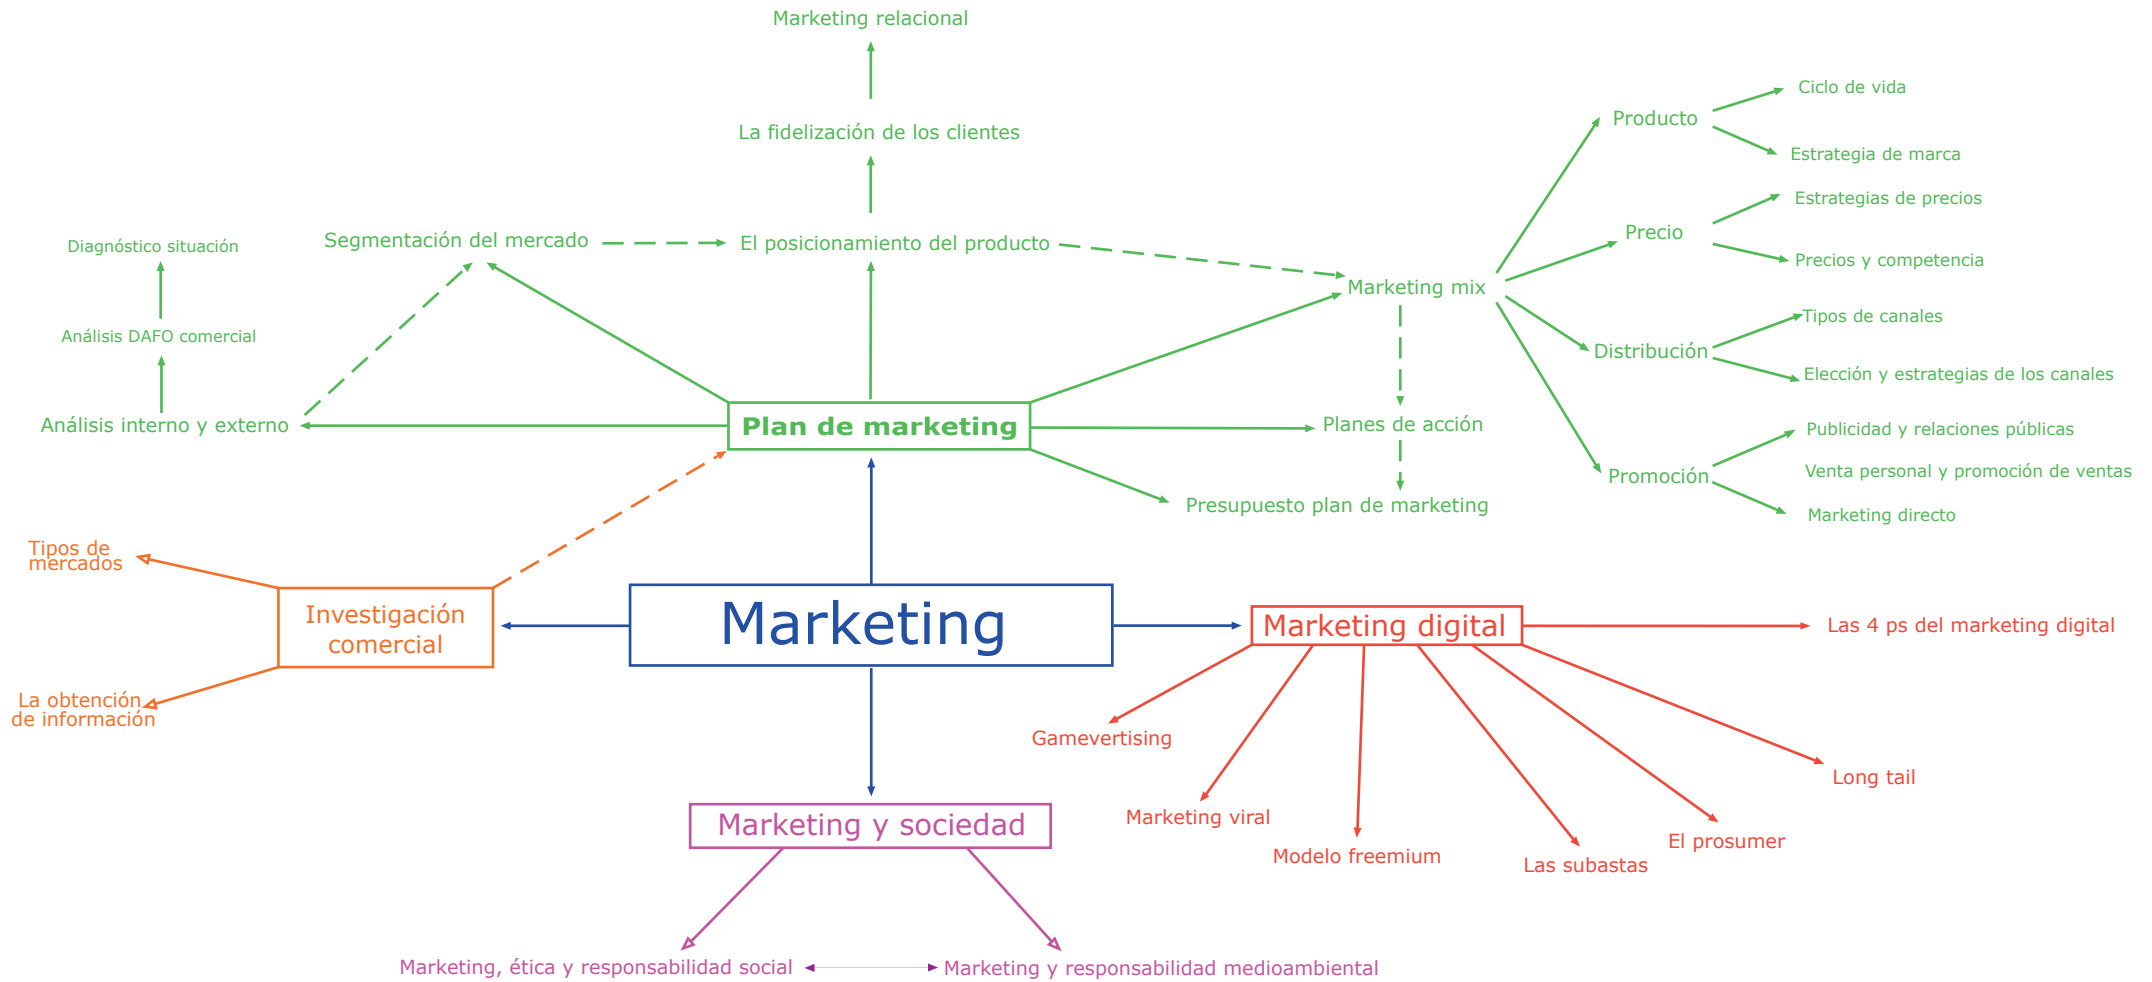 Marketing relacional
Ciclo de vida
Producto
La fidelización de los clientes
Estrategia de marca
Estrategias de precios
Precio
Segmentación del mercado
El posicionamiento del producto
Diagnóstico situación
Precios y competencia
Marketing mix
Tipos de canales
Análisis DAFO comercial
Distribución
Elección y estrategias de los canales
Análisis interno y externo
Plan de marketing
Planes de acción
Publicidad y relaciones públicas
Venta personal y promoción de ventas
Promoción
Presupuesto plan de marketing
Marketing directo
Tipos de
mercados
Investigación
comercial
Marketing
Marketing digital
Las 4 ps del marketing digital
La obtención
de información
Gamevertising
Long tail
Marketing viral
Marketing y sociedad
El prosumer
Modelo freemium
Las subastas
Marketing, ética y responsabilidad social
Marketing y responsabilidad medioambiental